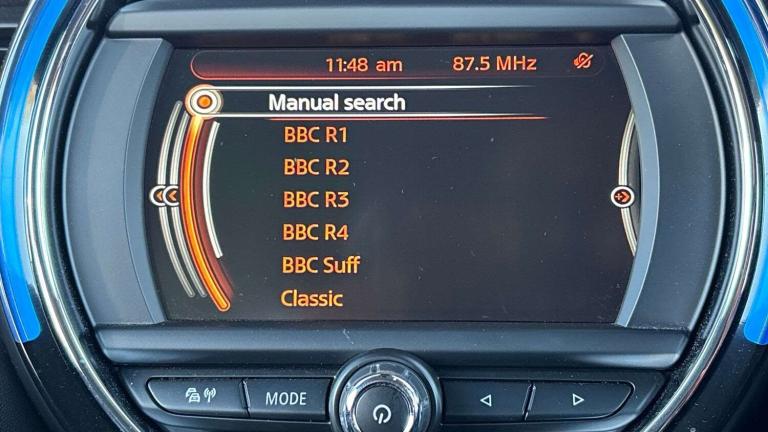 11:48 am 87.5 MHz
Manual search
BBC R1
BBC R2
BBC R3
BBC R4
BBC Suff
Classic
MODE